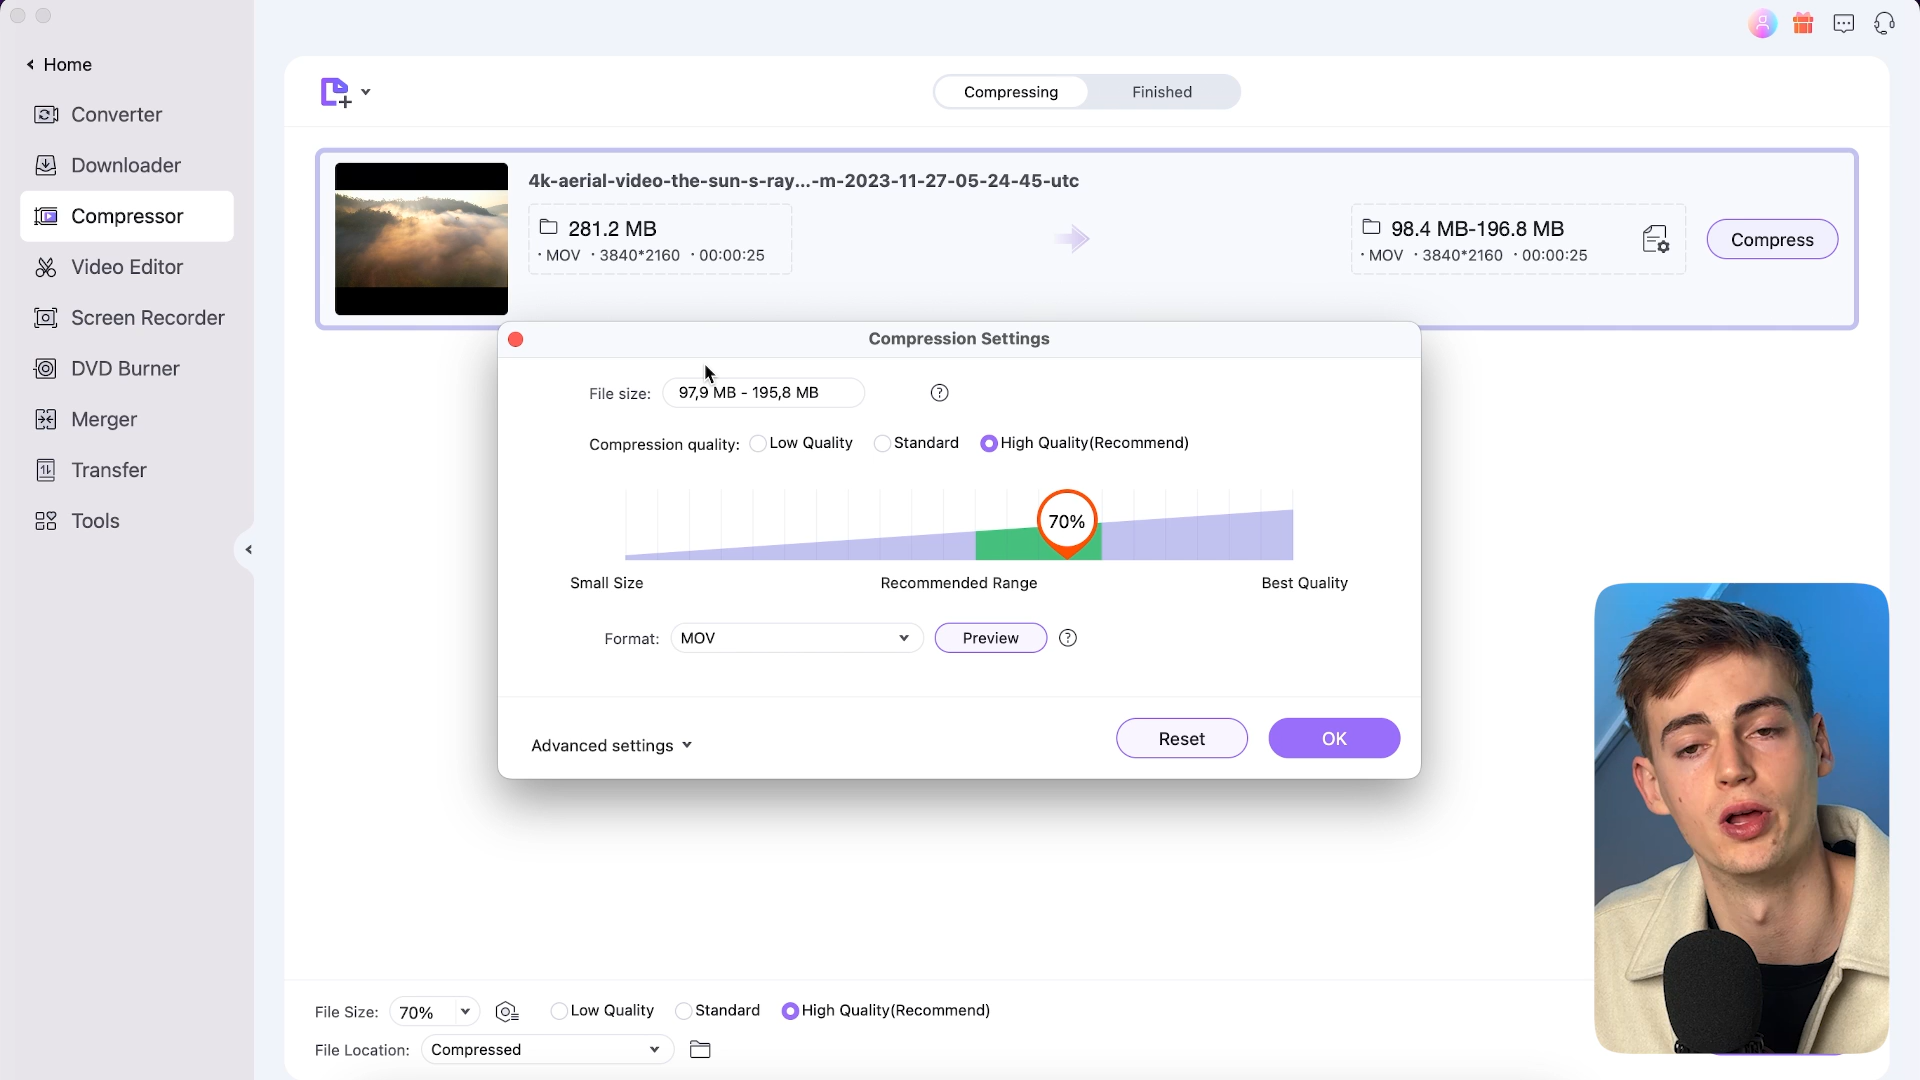 Home
Converter
Downloader
Compressor
Video Editor
Screen Recorder
DVD Burner
Merger
Transfer
Tools
Compressing
Finished
4k-aerial-video-the-sun-s-ray...-m-2023-11-27-05-24-45-utc
281.2 MB
· MOV · 3840*2160 · 00:00:25
98.4 MB-196.8 MB
· MOV · 3840*2160 · 00:00:25
Compress
Compression Settings
File size: 97,9 MB - 195,8 MB ?
Compression quality: Low Quality Standard High Quality(Recommend)
70%
Small Size Recommended Range Best Quality
Format: MOV Preview ?
Advanced settings Reset OK
File Size: 70% Low Quality Standard High Quality(Recommend)
File Location: Compressed